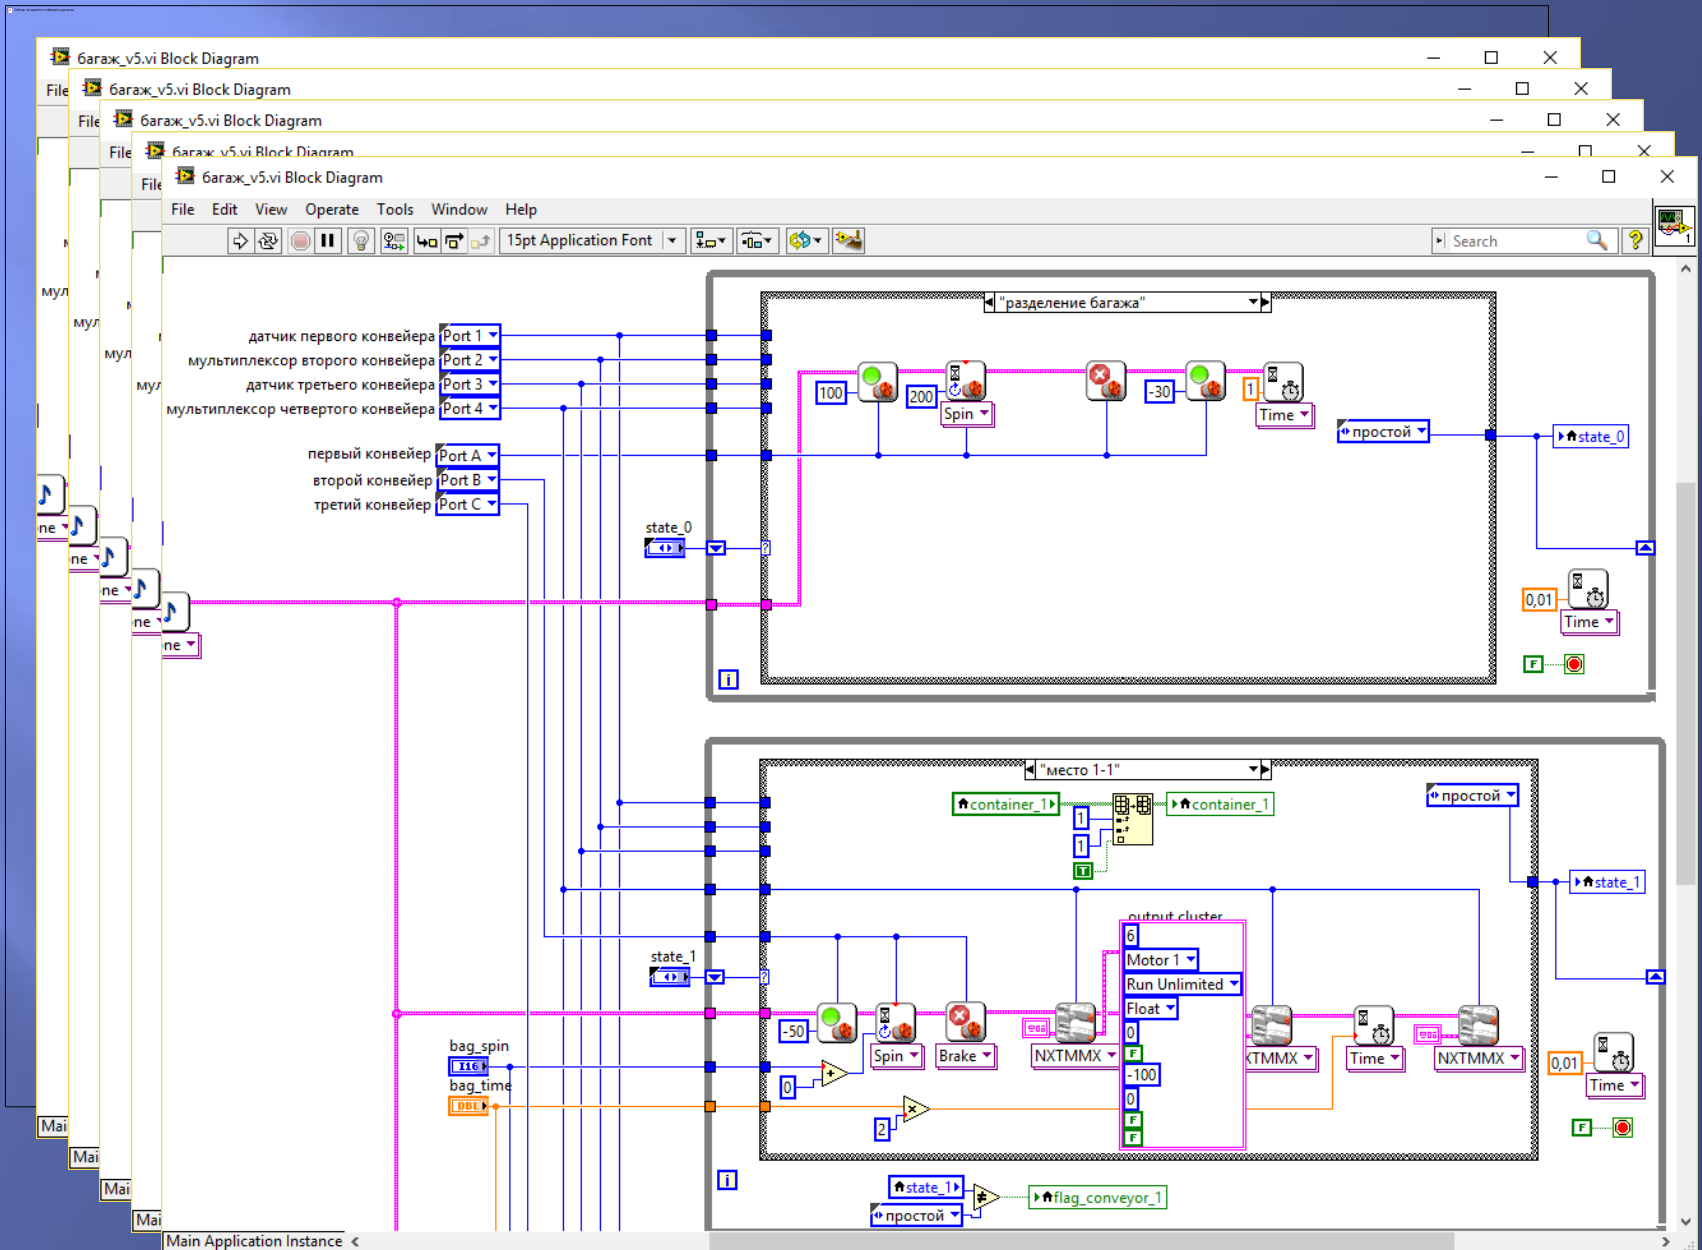 багаж_v5.vi Block Diagram
File
багаж_v5.vi Block Diagram
File
багаж_v5.vi Block Diagram
File
багаж_v5.vi Block Diagram
File
багаж_v5.vi Block Diagram
File Edit View Operate Tools Window Help
15pt Application Font
Search
?
1
"разделение багажа"
датчик первого конвейера Port 1
мультиплексор второго конвейера Port 2
датчик третьего конвейера Port 3
мультиплексор четвертого конвейера Port 4
100
200
-30
1
Spin
Time
простой
state_0
первый конвейер Port A
второй конвейер Port B
третий конвейер Port C
state_0
?
0,01
Time
F
i
мул
мул
мул
мул
ne
ne
ne
ne
ne
"место 1-1"
container_1
container_1
1
1
T
простой
state_1
output cluster
6
Motor 1
Run Unlimited
Float
0
F
-100
0
F
F
state_1
?
-50
Spin
Brake
NXTMMX
XTMMX
Time
NXTMMX
0,01
Time
F
bag_spin
I16
bag_time
DBL
0
+
x
2
i
state_1
≠
flag_conveyor_1
простой
Mai
Mai
Mai
Mai
Main Application Instance